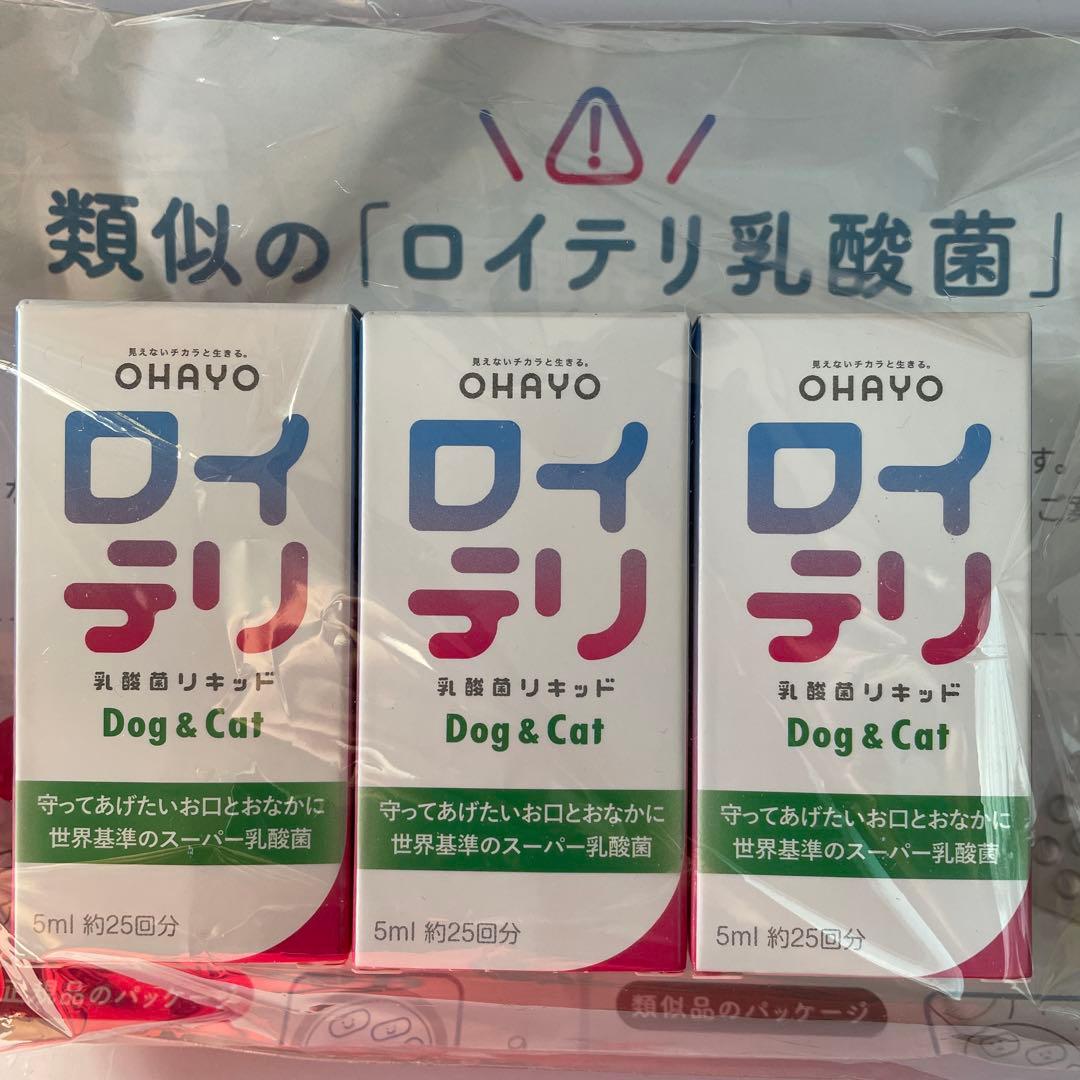 類似の「ロイテリ乳酸菌」
見えないチカラと生きる。
OHAYO
ロイ
テリ
乳酸菌リキッド
Dog & Cat
守ってあげたいお口とおなかに
世界基準のスーパー乳酸菌
5ml 約25回分
見えないチカラと生きる。
OHAYO
ロイ
テリ
乳酸菌リキッド
Dog & Cat
守ってあげたいお口とおなかに
世界基準のスーパー乳酸菌
5ml 約25回分
見えないチカラと生きる。
OHAYO
ロイ
テリ
乳酸菌リキッド
Dog & Cat
守ってあげたいお口とおなかに
世界基準のスーパー乳酸菌
5ml 約25回分
す。
正規品のパッケージ
類似品のパッケージ